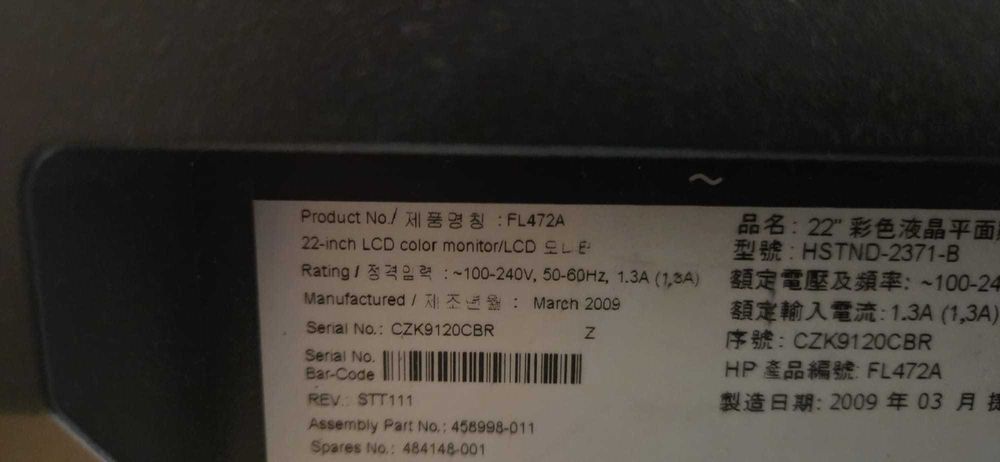 ~
Product No./ 제품명칭 : FL472A
22-inch LCD color monitor/LCD 모니터
Rating / 정격입력 : ~100-240V, 50-60Hz, 1.3A (1,3A)
Manufactured / 제조년월 : March 2009
Serial No.: CZK9120CBR Z
Serial No.
Bar-Code
REV.: STT111
Assembly Part No.: 458998-011
Spares No.: 484148-001
品名: 22" 彩色液晶平面
型號: HSTND-2371-B
額定電壓及頻率: ~100-24
額定輸入電流: 1.3A (1,3A)
序號: CZK9120CBR
HP 產品編號: FL472A
製造日期: 2009 年 03 月